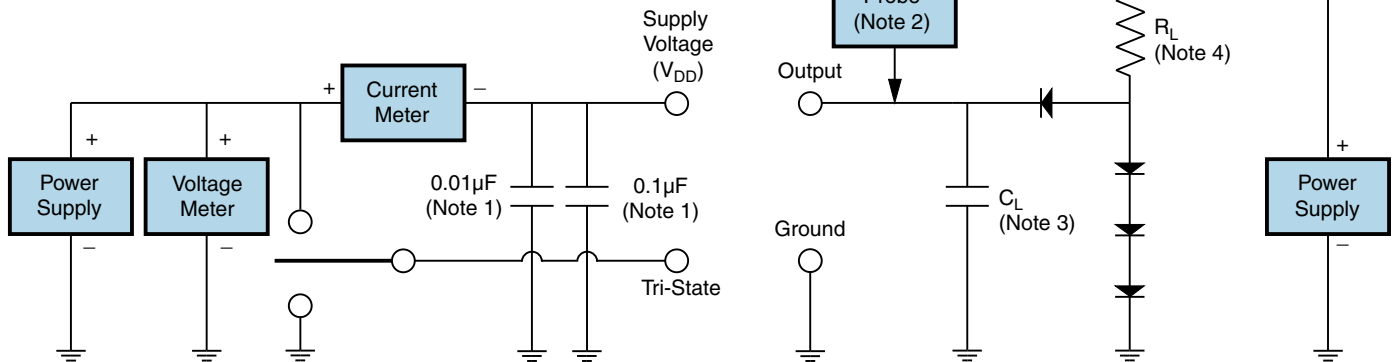 Supply
Voltage
(VDD)
+
Current
Meter
−
+
Power
Supply
−
+
Voltage
Meter
−
0.01µF
(Note 1)
0.1µF
(Note 1)
Tri-State
(Note 2)
Output
Ground
CL
(Note 3)
RL
(Note 4)
+
Power
Supply
−